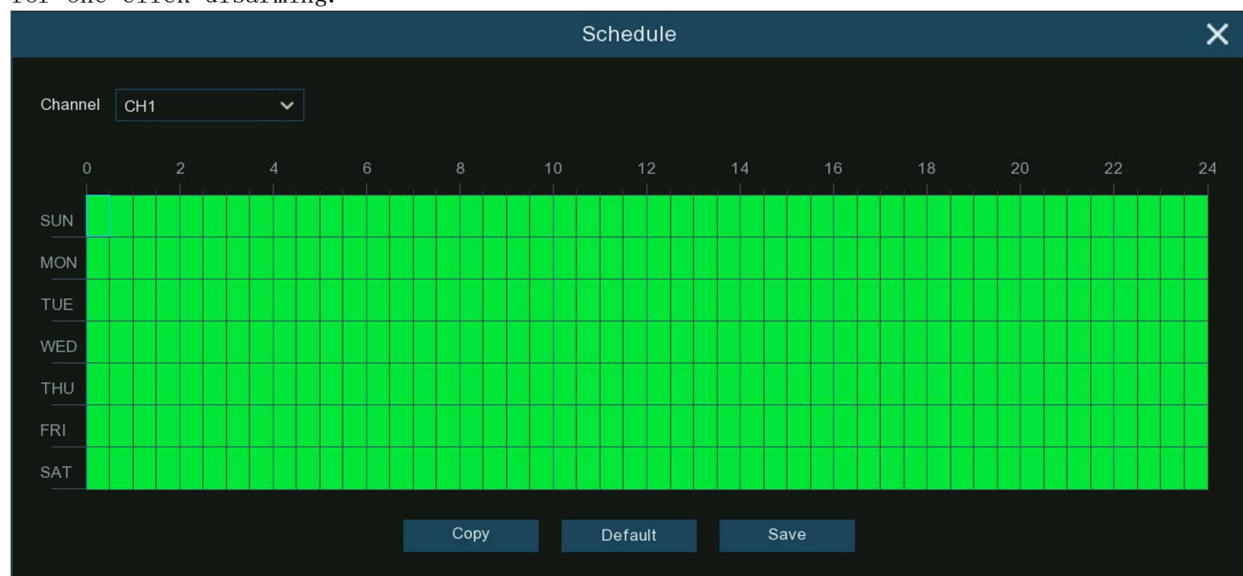 for one-click disarming.
Schedule
Channel CH1
0 2 4 6 8 10 12 14 16 18 20 22 24
SUN
MON
TUE
WED
THU
FRI
SAT
Copy Default Save